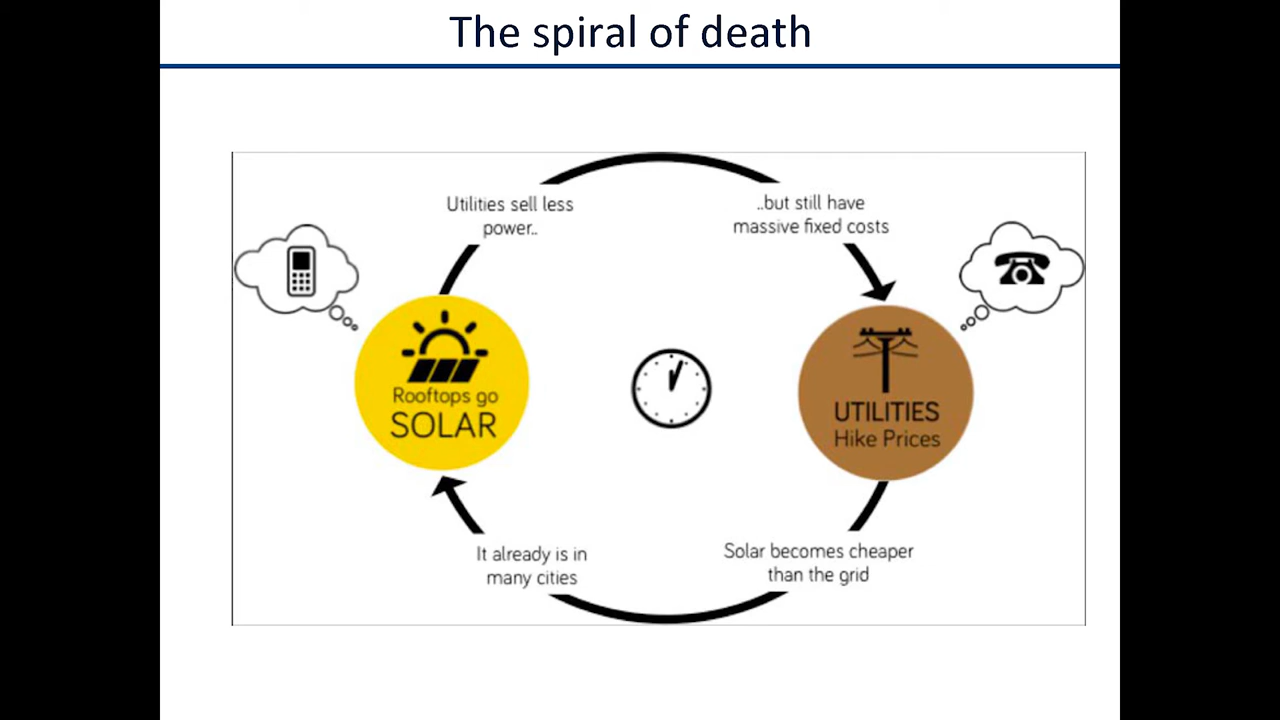 The spiral of death
Utilities sell less
power..
..but still have
massive fixed costs
Rooftops go
SOLAR
UTILITIES
Hike Prices
It already is in
many cities
Solar becomes cheaper
than the grid